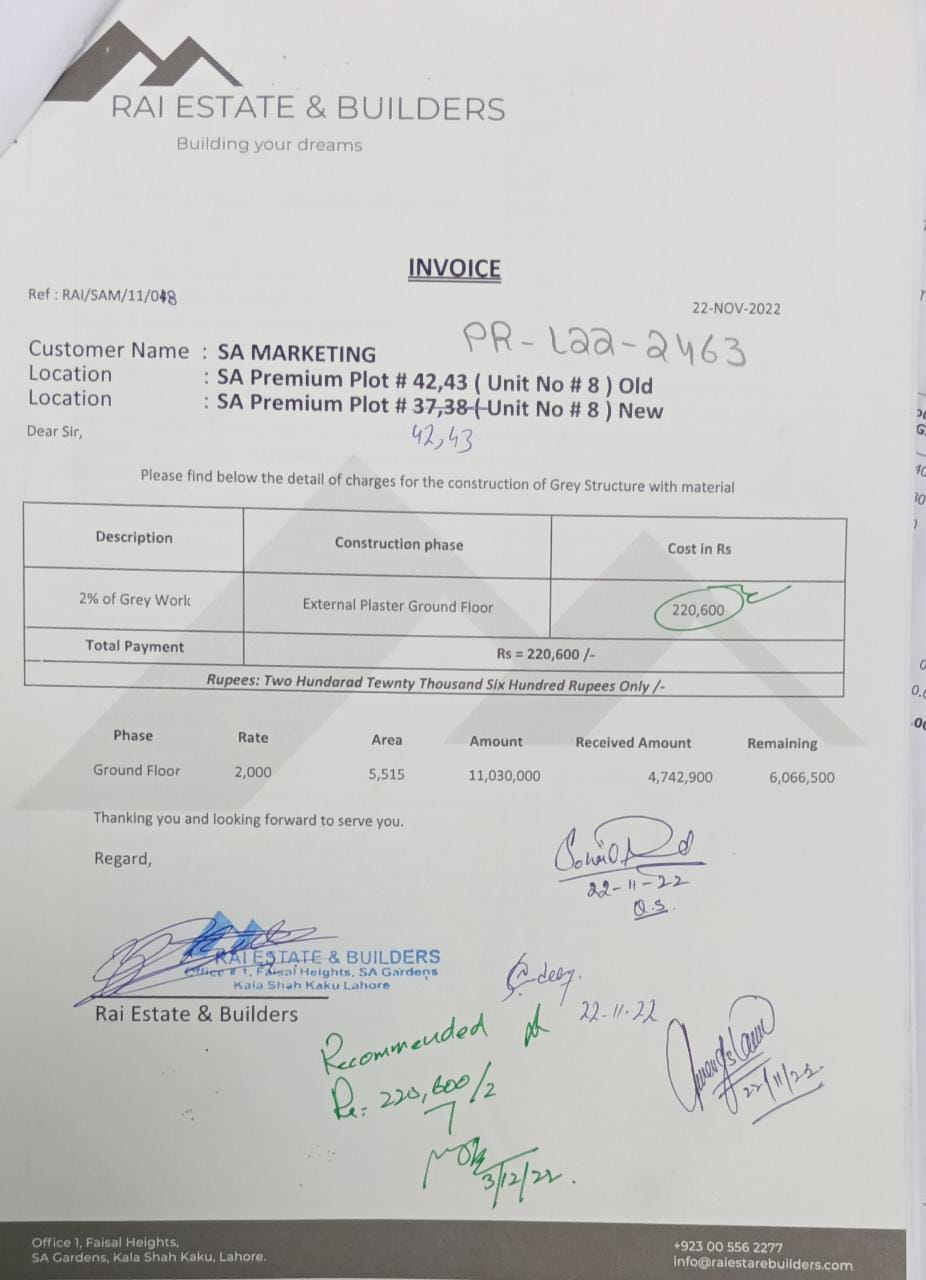 RAI ESTATE & BUILDERS
Building your dreams
INVOICE
Ref : RAI/SAM/11/048
22-NOV-2022
PR-L22-2463
Customer Name : SA MARKETING
Location : SA Premium Plot # 42,43 ( Unit No # 8 ) Old
Location : SA Premium Plot # 37,38 ( Unit No # 8 ) New
42,43
Dear Sir,
Please find below the detail of charges for the construction of Grey Structure with material
Description Construction phase Cost in Rs
2% of Grey Work External Plaster Ground Floor 220,600
Total Payment Rs = 220,600 /-
Rupees: Two Hundarad Tewnty Thousand Six Hundred Rupees Only /-
Phase Rate Area Amount Received Amount Remaining
Ground Floor 2,000 5,515 11,030,000 4,742,900 6,066,500
Thanking you and looking forward to serve you.
Regard,
22-11-22
Q.S.
RAI ESTATE & BUILDERS
Office # 1, Faisal Heights, SA Gardens
Kala Shah Kaku Lahore
Rai Estate & Builders
22.11.22
22/11/22
Recommended
Rs: 220,600/
3/12/22.
Office 1, Faisal Heights,
SA Gardens, Kala Shah Kaku, Lahore.
+923 00 556 2277
info@raiestarebuilders.com